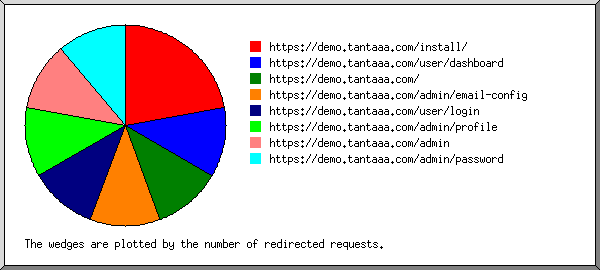 https://demo.tantaaa.com/install/
https://demo.tantaaa.com/user/dashboard
https://demo.tantaaa.com/
https://demo.tantaaa.com/admin/email-config
https://demo.tantaaa.com/user/login
https://demo.tantaaa.com/admin/profile
https://demo.tantaaa.com/admin
https://demo.tantaaa.com/admin/password
The wedges are plotted by the number of redirected requests.